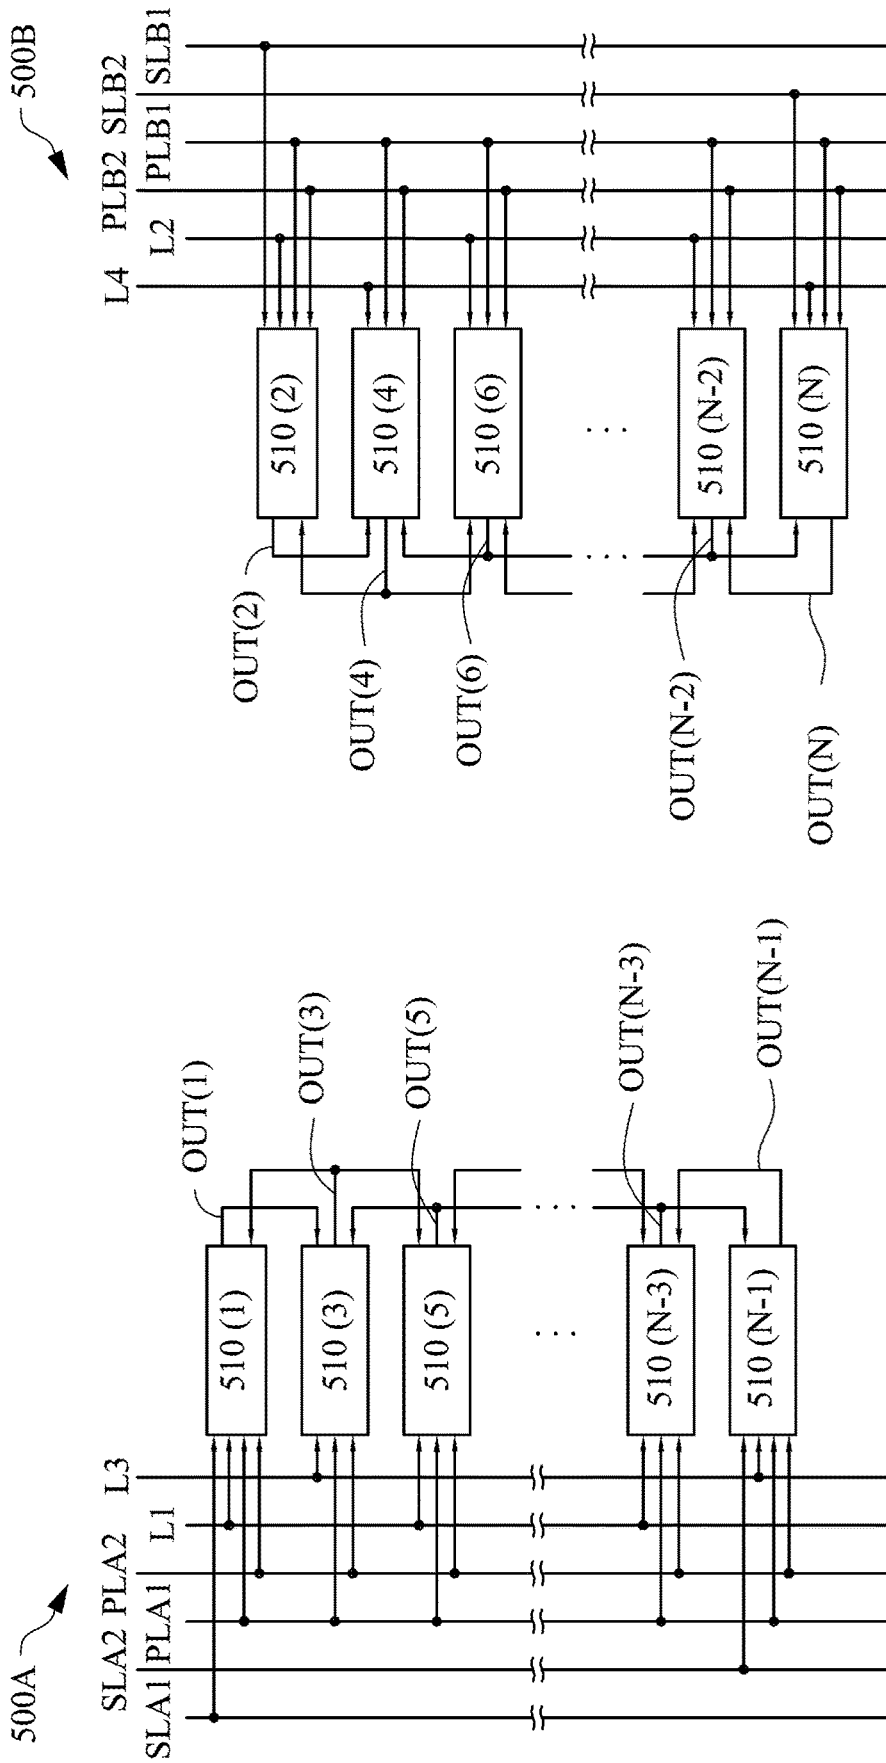 500A
SLA1
SLA2
PLA1
PLA2
L1
L3
510 (1)
510 (3)
510 (5)
. . .
510 (N-3)
510 (N-1)
OUT(1)
OUT(3)
OUT(5)
. . .
OUT(N-3)
OUT(N-1)
500B
L4
L2
PLB2
PLB1
SLB2
SLB1
510 (2)
510 (4)
510 (6)
. . .
510 (N-2)
510 (N)
OUT(2)
OUT(4)
OUT(6)
. . .
OUT(N-2)
OUT(N)